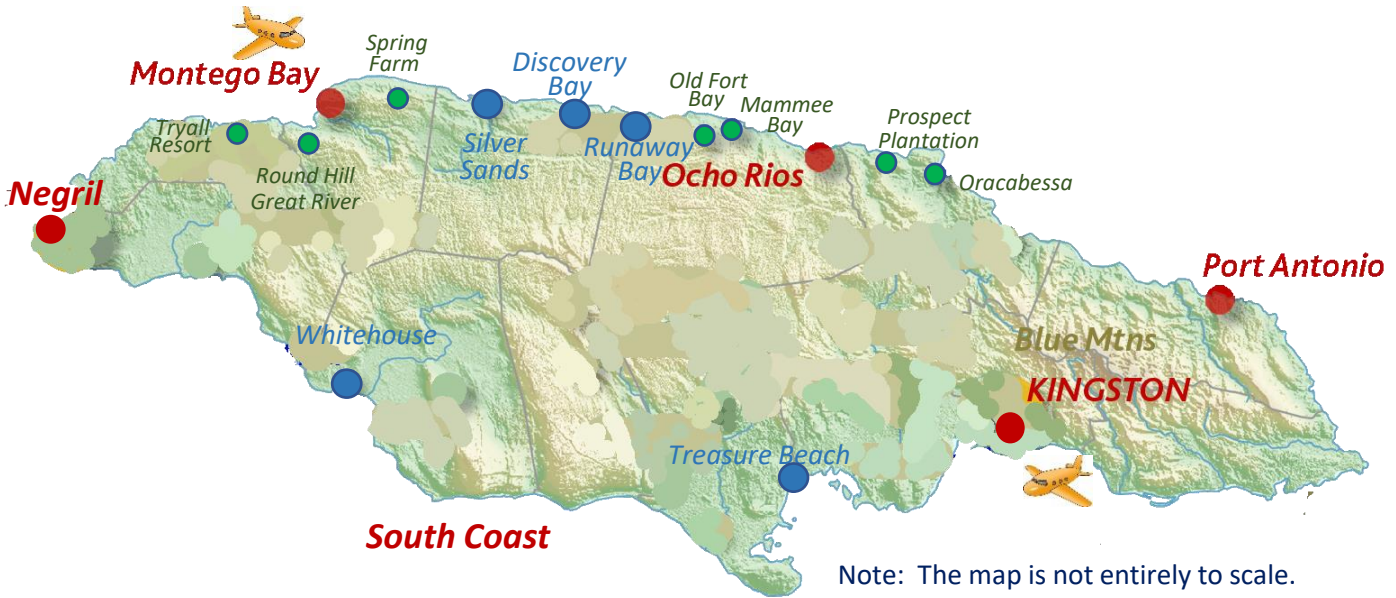 Spring
Farm
Montego Bay
Discovery
Bay
Old Fort
Bay
Mammee
Bay
Prospect
Plantation
Tryall
Resort
Silver
Sands
Runaway
Bay
Round Hill
Great River
Ocho Rios
Oracabessa
Negril
Port Antonio
Whitehouse
Blue Mtns
KINGSTON
Treasure Beach
South Coast
Note:  The map is not entirely to scale.